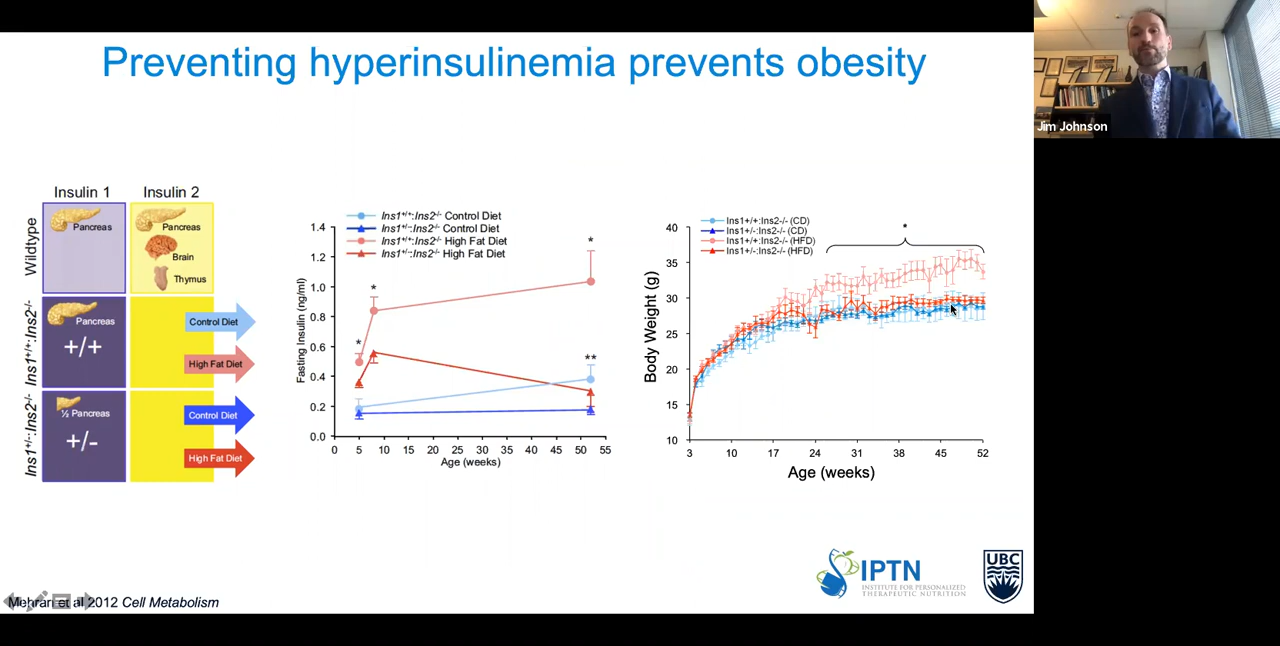 Preventing hyperinsulinemia prevents obesity
Jim Johnson
Insulin 1
Insulin 2
Wildtype
Pancreas
Pancreas
Brain
Thymus
Ins1⁺/⁺:Ins2⁻/⁻
Pancreas
+/+
Control Diet
High Fat Diet
Ins1⁺/⁻:Ins2⁻/⁻
½ Pancreas
+/-
Control Diet
High Fat Diet
Ins1⁺/⁺:Ins2⁻/⁻ Control Diet
Ins1⁺/⁻:Ins2⁻/⁻ Control Diet
Ins1⁺/⁺:Ins2⁻/⁻ High Fat Diet
Ins1⁺/⁻:Ins2⁻/⁻ High Fat Diet
Fasting Insulin (ng/ml)
1.4
1.2
1.0
0.8
0.6
0.4
0.2
0.0
*
*
*
**
0 5 10 15 20 25 30 35 40 45 50 55
Age (weeks)
Ins1+/+:Ins2-/- (CD)
Ins1+/-:Ins2-/- (CD)
Ins1+/+:Ins2-/- (HFD)
Ins1+/-:Ins2-/- (HFD)
*
Body Weight (g)
40
35
30
25
20
15
10
3 10 17 24 31 38 45 52
Age (weeks)
IPTN
INSTITUTE FOR PERSONALIZED
THERAPEUTIC NUTRITION
UBC
Mehran et al 2012 Cell Metabolism